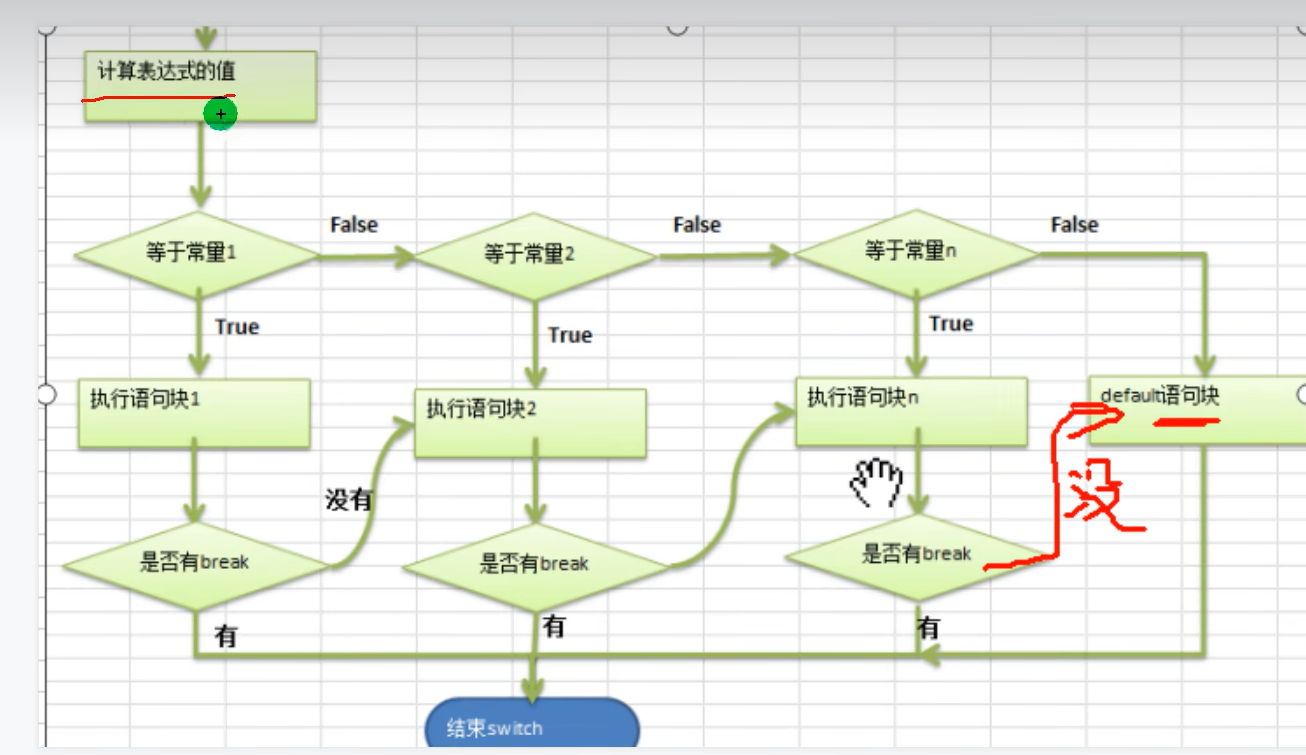 计算表达式的值
False
False
False
等于常量1
等于常量2
等于常量n
True
True
True
执行语句块1
执行语句块2
执行语句块n
default语句块
没有
没
是否有break
是否有break
是否有break
有
有
有
结束switch